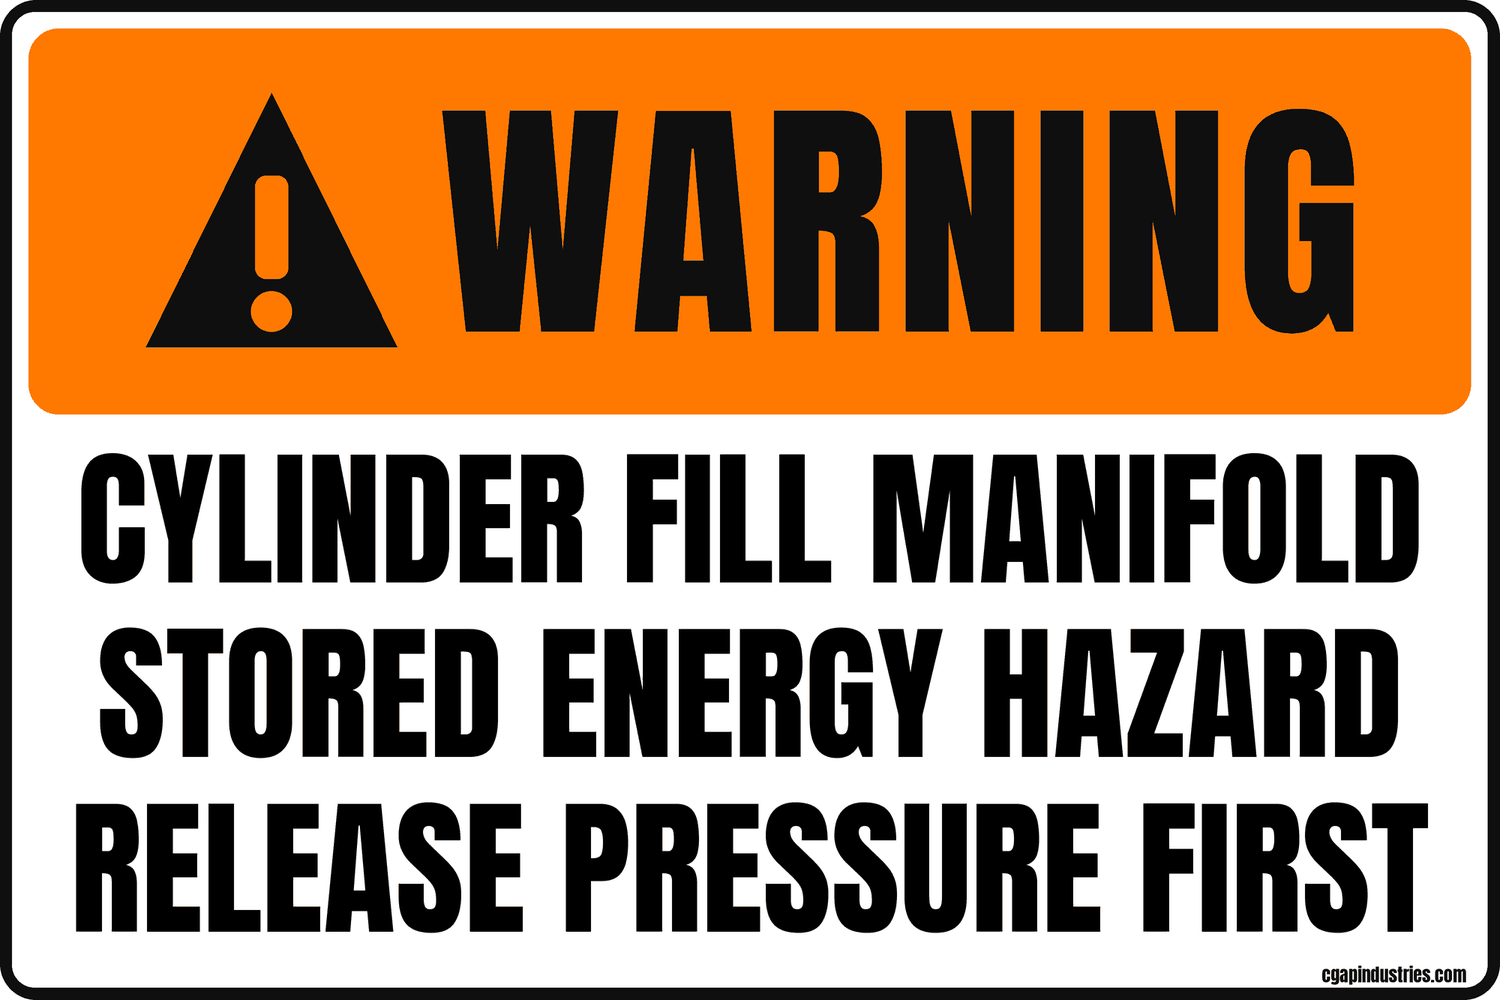 WARNING
CYLINDER FILL MANIFOLD
STORED ENERGY HAZARD
RELEASE PRESSURE FIRST
cgapindustries.com